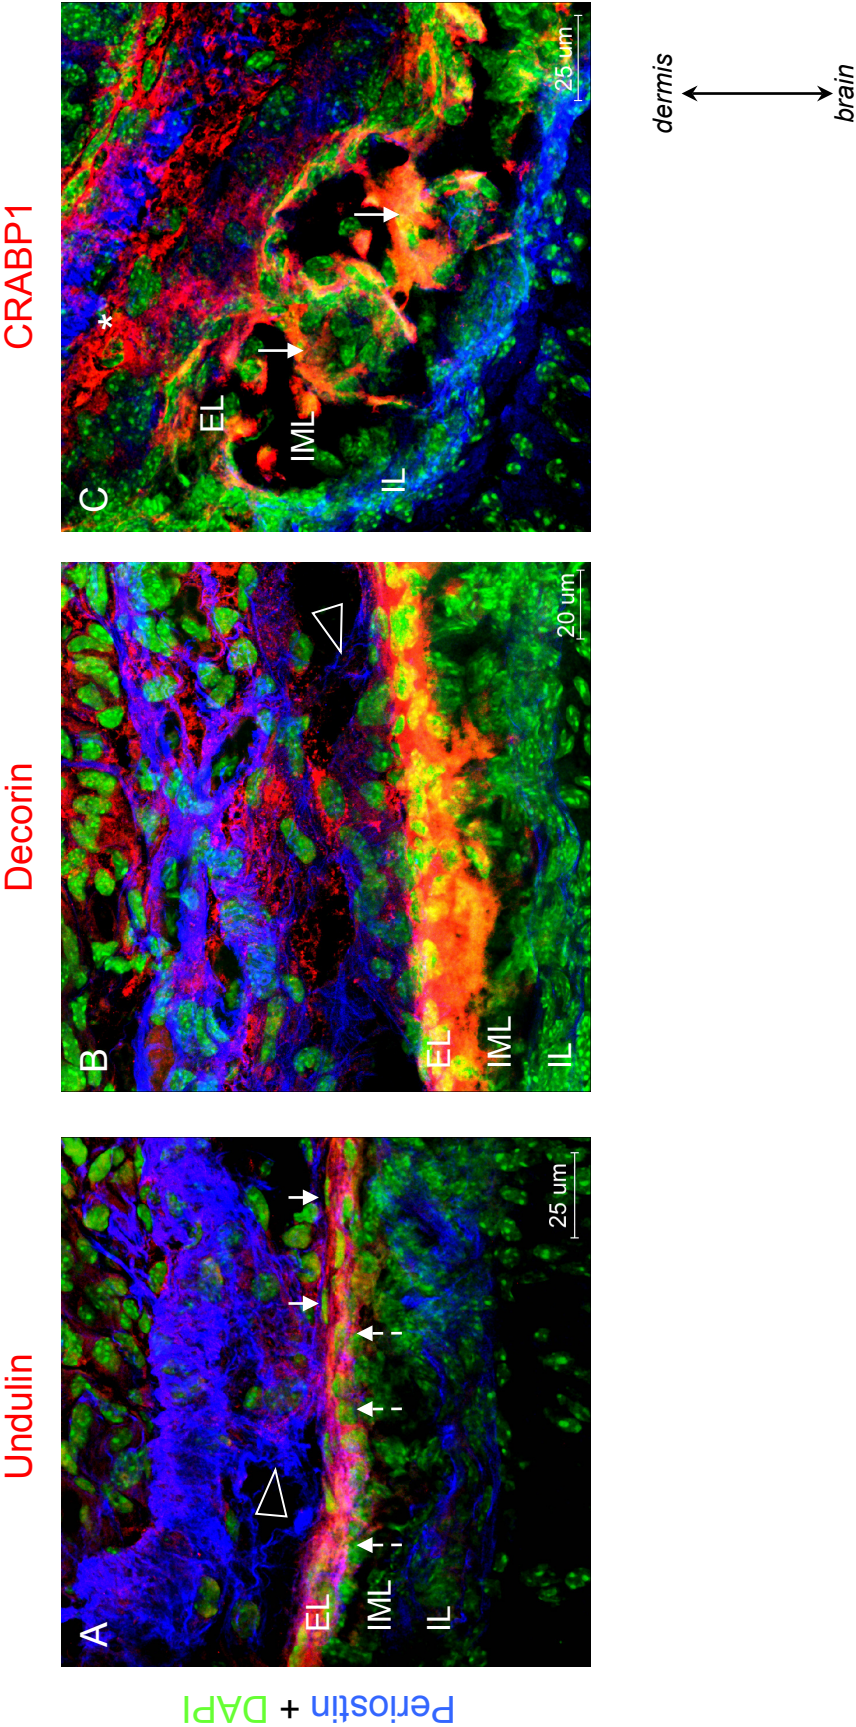 Undulin
Decorin
CRABP1
Periostin + DAPI
A
EL
IML
IL
25 um
B
EL
IML
IL
20 um
C
*
EL
IML
IL
25 um
dermis
brain